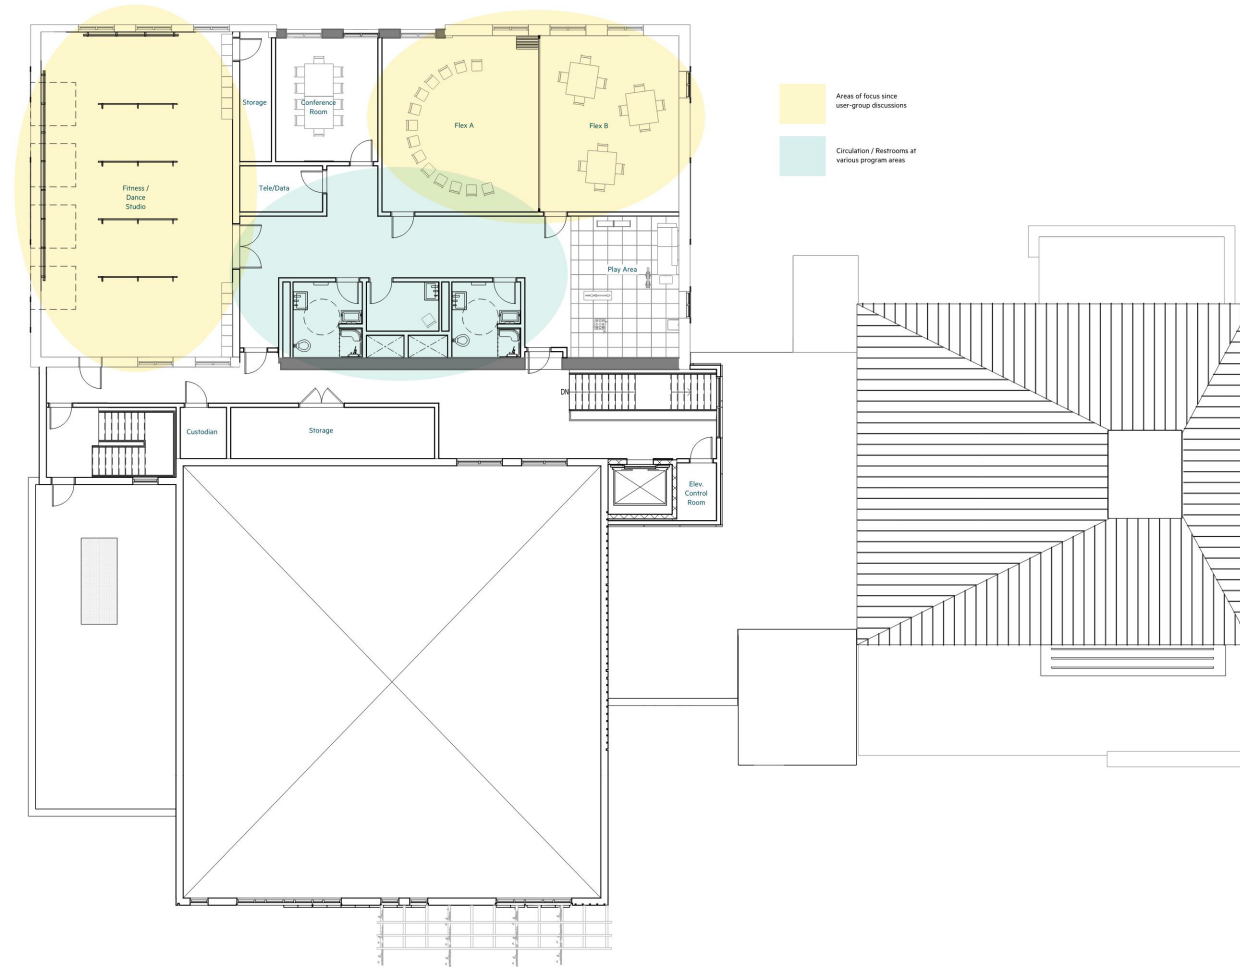 Areas of focus since
user-group discussions
Storage
Conference
Room
Flex A
Flex B
Circulation / Restrooms at
various program areas
Fitness /
Dance
Studio
Tele/Data
Play Area
DN
Custodian
Storage
Elev.
Control
Room